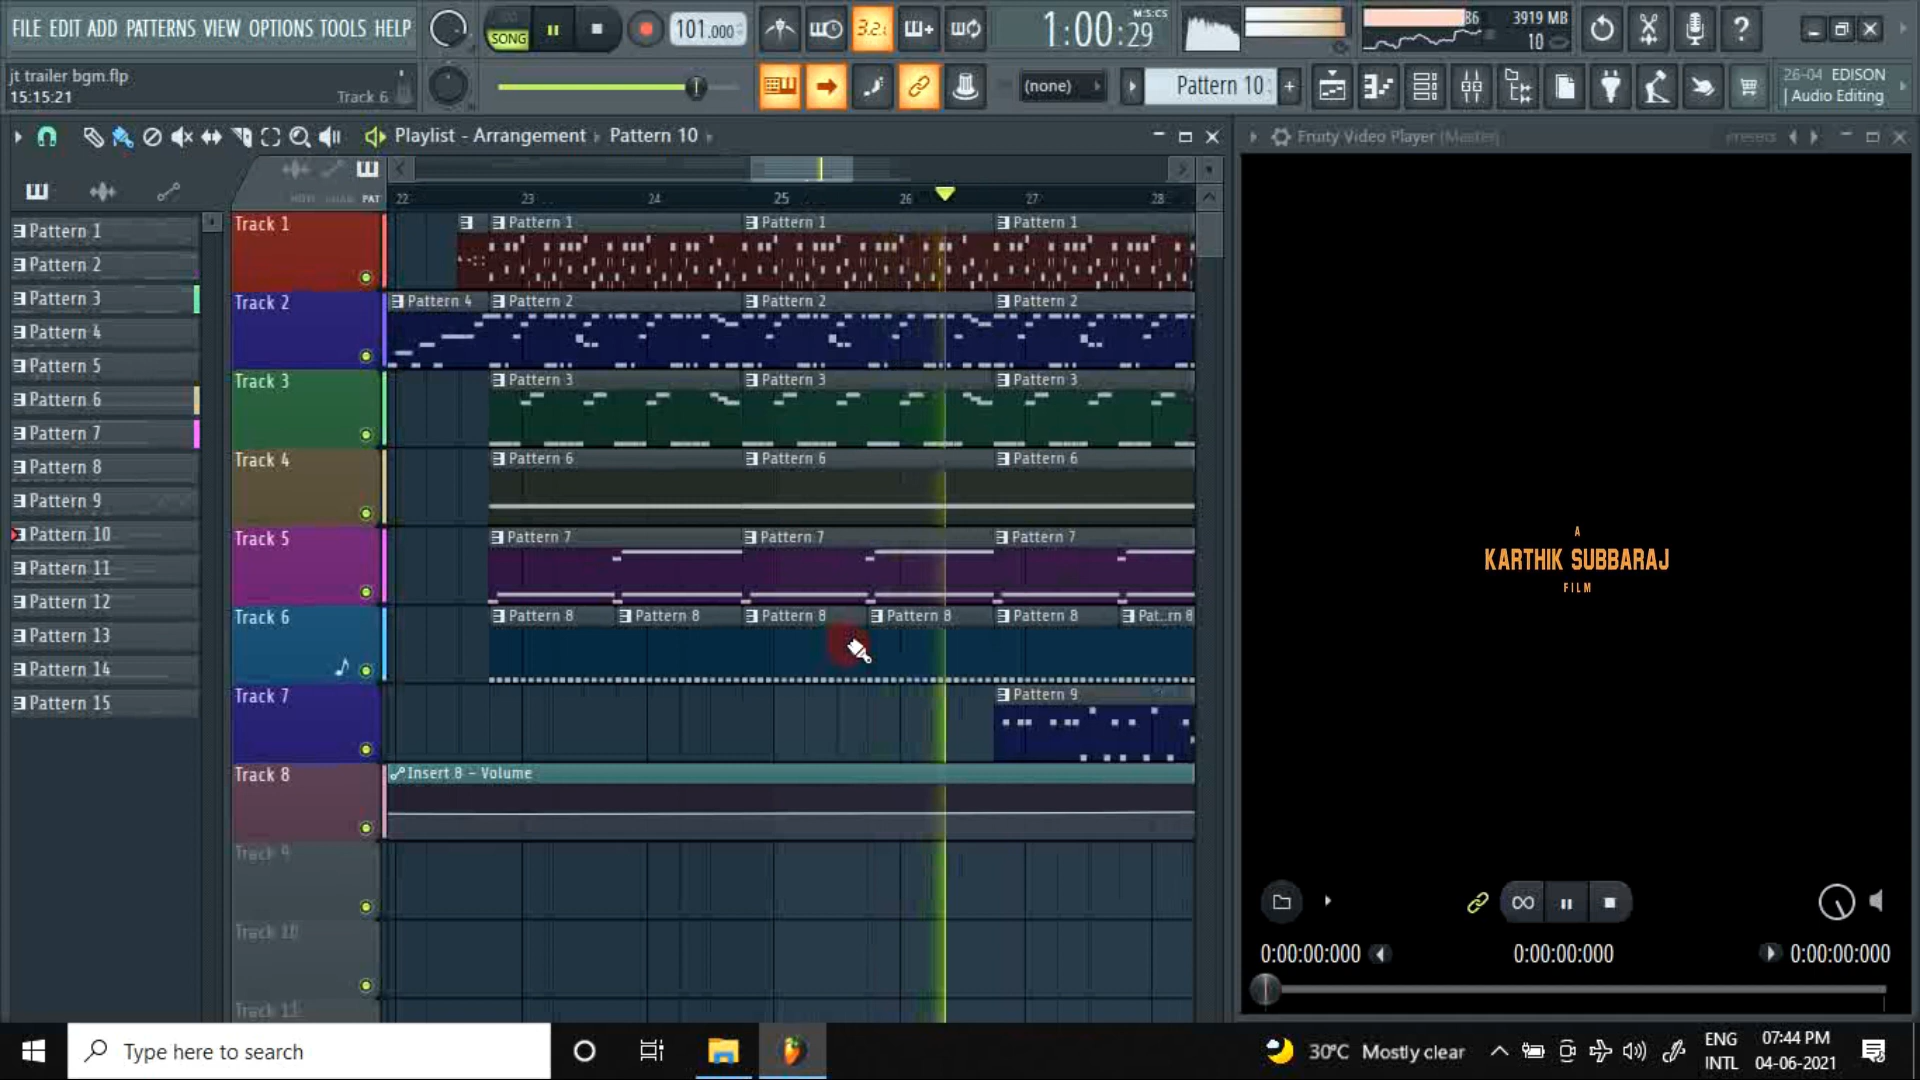 FILE EDIT ADD PATTERNS VIEW OPTIONS TOOLS HELP
SONG
101.000
3.2.
1:00:29
M:S:CS
86
3919 MB
10
jt trailer bgm.flp
15:15:21
Track 6
(none)
Pattern 10
26-04 EDISON
| Audio Editing
Playlist - Arrangement
Pattern 10
Fruity Video Player (Master)
presets
PAT
22
23
24
25
26
27
28
Pattern 1
Pattern 2
Pattern 3
Pattern 4
Pattern 5
Pattern 6
Pattern 7
Pattern 8
Pattern 9
Pattern 10
Pattern 11
Pattern 12
Pattern 13
Pattern 14
Pattern 15
Track 1
Pattern 1
Pattern 1
Pattern 1
Track 2
Pattern 4
Pattern 2
Pattern 2
Pattern 2
Track 3
Pattern 3
Pattern 3
Pattern 3
Track 4
Pattern 6
Pattern 6
Pattern 6
Track 5
Pattern 7
Pattern 7
Pattern 7
Track 6
Pattern 8
Pattern 8
Pattern 8
Pattern 8
Pattern 8
Pat..rn 8
Track 7
Pattern 9
Track 8
Insert 8 - Volume
Track 9
Track 10
Track 11
A
KARTHIK SUBBARAJ
FILM
0:00:00:000
0:00:00:000
0:00:00:000
Type here to search
30°C Mostly clear
ENG
INTL
07:44 PM
04-06-2021